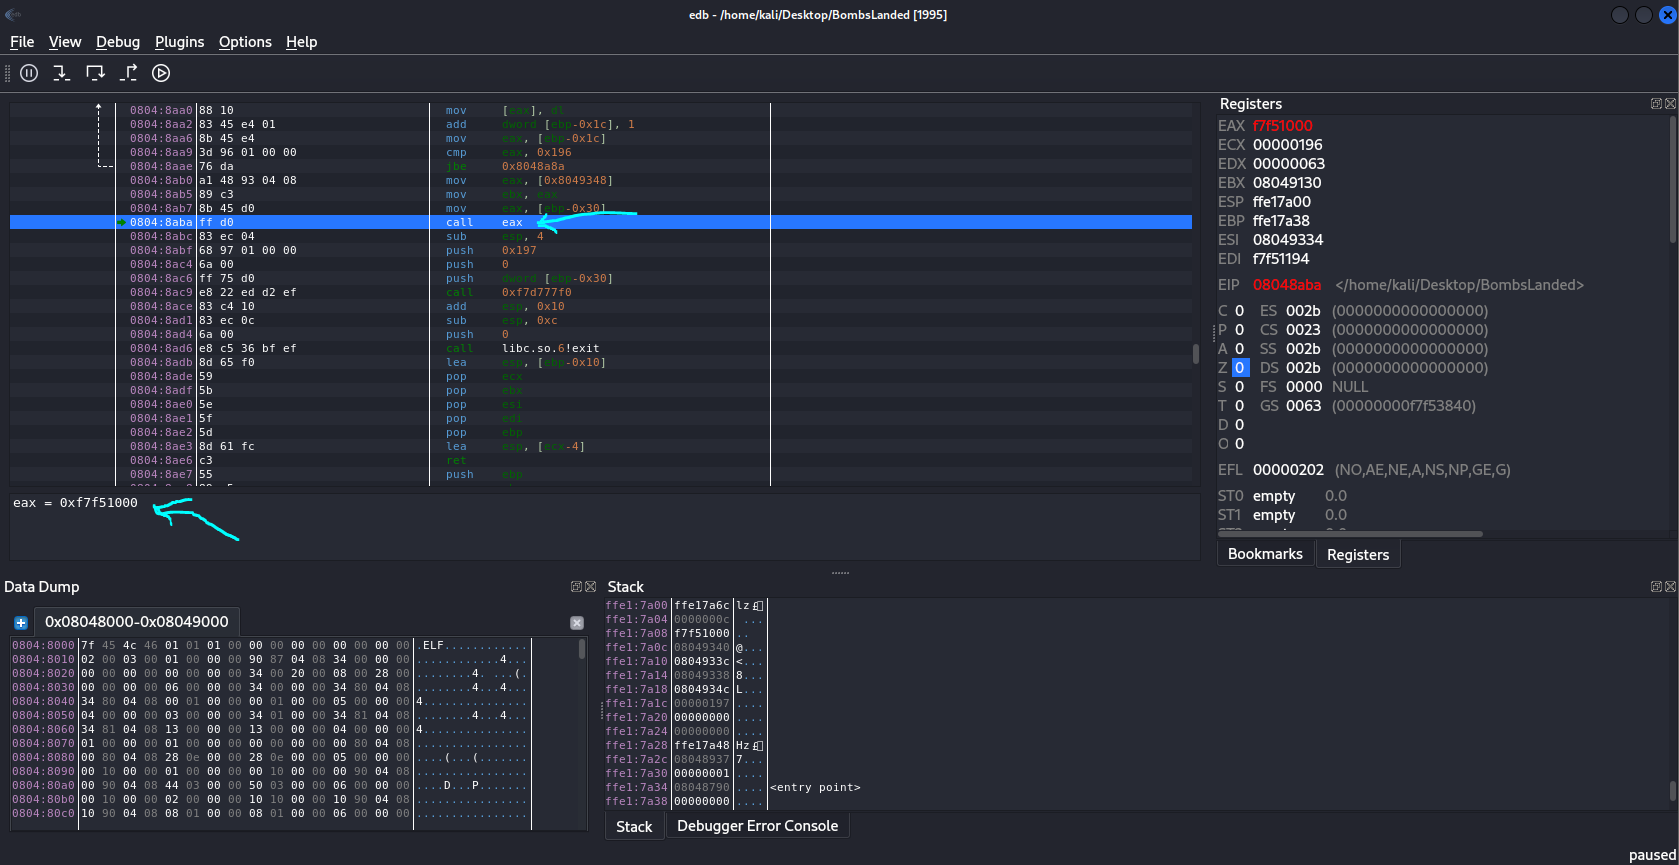 edb - /home/kali/Desktop/BombsLanded [1995]
File View Debug Plugins Options Help
0804:8aa0 88 10 mov [eax], dl
0804:8aa2 83 45 e4 01 add dword [ebp-0x1c], 1
0804:8aa6 8b 45 e4 mov eax, [ebp-0x1c]
0804:8aa9 3d 96 01 00 00 cmp eax, 0x196
0804:8aae 76 da jbe 0x8048a8a
0804:8ab0 a1 48 93 04 08 mov eax, [0x8049348]
0804:8ab5 89 c3 mov ebx, eax
0804:8ab7 8b 45 d0 mov eax, [ebp-0x30]
0804:8aba ff d0 call eax
0804:8abc 83 ec 04 sub esp, 4
0804:8abf 68 97 01 00 00 push 0x197
0804:8ac4 6a 00 push 0
0804:8ac6 ff 75 d0 push dword [ebp-0x30]
0804:8ac9 e8 22 ed d2 ef call 0xf7d777f0
0804:8ace 83 c4 10 add esp, 0x10
0804:8ad1 83 ec 0c sub esp, 0xc
0804:8ad4 6a 00 push 0
0804:8ad6 e8 c5 36 bf ef call libc.so.6!exit
0804:8adb 8d 65 f0 lea esp, [ebp-0x10]
0804:8ade 59 pop ecx
0804:8adf 5b pop ebx
0804:8ae0 5e pop esi
0804:8ae1 5f pop edi
0804:8ae2 5d pop ebp
0804:8ae3 8d 61 fc lea esp, [ecx-4]
0804:8ae6 c3 ret
0804:8ae7 55 push ebp
eax = 0xf7f51000
Registers
EAX f7f51000
ECX 00000196
EDX 00000063
EBX 08049130
ESP ffe17a00
EBP ffe17a38
ESI 08049334
EDI f7f51194
EIP 08048aba </home/kali/Desktop/BombsLanded>
C 0 ES 002b (0000000000000000)
P 0 CS 0023 (0000000000000000)
A 0 SS 002b (0000000000000000)
Z 0 DS 002b (0000000000000000)
S 0 FS 0000 NULL
T 0 GS 0063 (00000000f7f53840)
D 0
O 0
EFL 00000202 (NO,AE,NE,A,NS,NP,GE,G)
ST0 empty 0.0
ST1 empty 0.0
Bookmarks Registers
Data Dump
0x08048000-0x08049000
0804:8000 7f 45 4c 46 01 01 01 00 00 00 00 00 00 00 00 00 .ELF............
0804:8010 02 00 03 00 01 00 00 00 90 87 04 08 34 00 00 00 ............4...
0804:8020 00 00 00 00 00 00 00 00 34 00 20 00 08 00 28 00 ........4. ...(.
0804:8030 00 00 00 00 06 00 00 00 34 00 00 00 34 80 04 08 ........4...4...
0804:8040 34 80 04 08 00 01 00 00 00 01 00 00 05 00 00 00 4...............
0804:8050 04 00 00 00 03 00 00 00 34 01 00 00 34 81 04 08 ........4...4...
0804:8060 34 81 04 08 13 00 00 00 13 00 00 00 04 00 00 00 4...............
0804:8070 01 00 00 00 01 00 00 00 00 00 00 00 00 80 04 08 ................
0804:8080 00 80 04 08 28 0e 00 00 28 0e 00 00 05 00 00 00 ....(...(.......
0804:8090 00 10 00 00 01 00 00 00 00 10 00 00 00 90 04 08 ................
0804:80a0 00 90 04 08 44 03 00 00 50 03 00 00 06 00 00 00 ....D...P.......
0804:80b0 00 10 00 00 02 00 00 00 10 10 00 00 10 90 04 08 ................
0804:80c0 10 90 04 08 08 01 00 00 08 01 00 00 06 00 00 00 ................
Stack
ffe1:7a00 ffe17a6c lz
ffe1:7a04 0000000c ...
ffe1:7a08 f7f51000 ..
ffe1:7a0c 08049340 @...
ffe1:7a10 0804933c <...
ffe1:7a14 08049338 8...
ffe1:7a18 0804934c L...
ffe1:7a1c 00000197 ....
ffe1:7a20 00000000 ....
ffe1:7a24 00000000 ....
ffe1:7a28 ffe17a48 Hz
ffe1:7a2c 08048937 7...
ffe1:7a30 00000001 ....
ffe1:7a34 08048790 .... <entry point>
ffe1:7a38 00000000 ....
Stack Debugger Error Console
paused